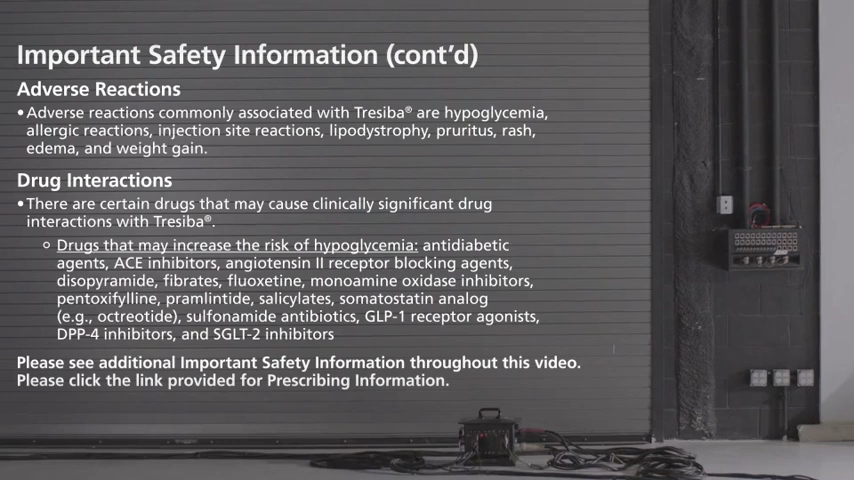 Important Safety Information (cont’d)
Adverse Reactions
• Adverse reactions commonly associated with Tresiba® are hypoglycemia,
allergic reactions, injection site reactions, lipodystrophy, pruritus, rash,
edema, and weight gain.
Drug Interactions
• There are certain drugs that may cause clinically significant drug
interactions with Tresiba®.
○ Drugs that may increase the risk of hypoglycemia: antidiabetic
agents, ACE inhibitors, angiotensin II receptor blocking agents,
disopyramide, fibrates, fluoxetine, monoamine oxidase inhibitors,
pentoxifylline, pramlintide, salicylates, somatostatin analog
(e.g., octreotide), sulfonamide antibiotics, GLP-1 receptor agonists,
DPP-4 inhibitors, and SGLT-2 inhibitors
Please see additional Important Safety Information throughout this video.
Please click the link provided for Prescribing Information.